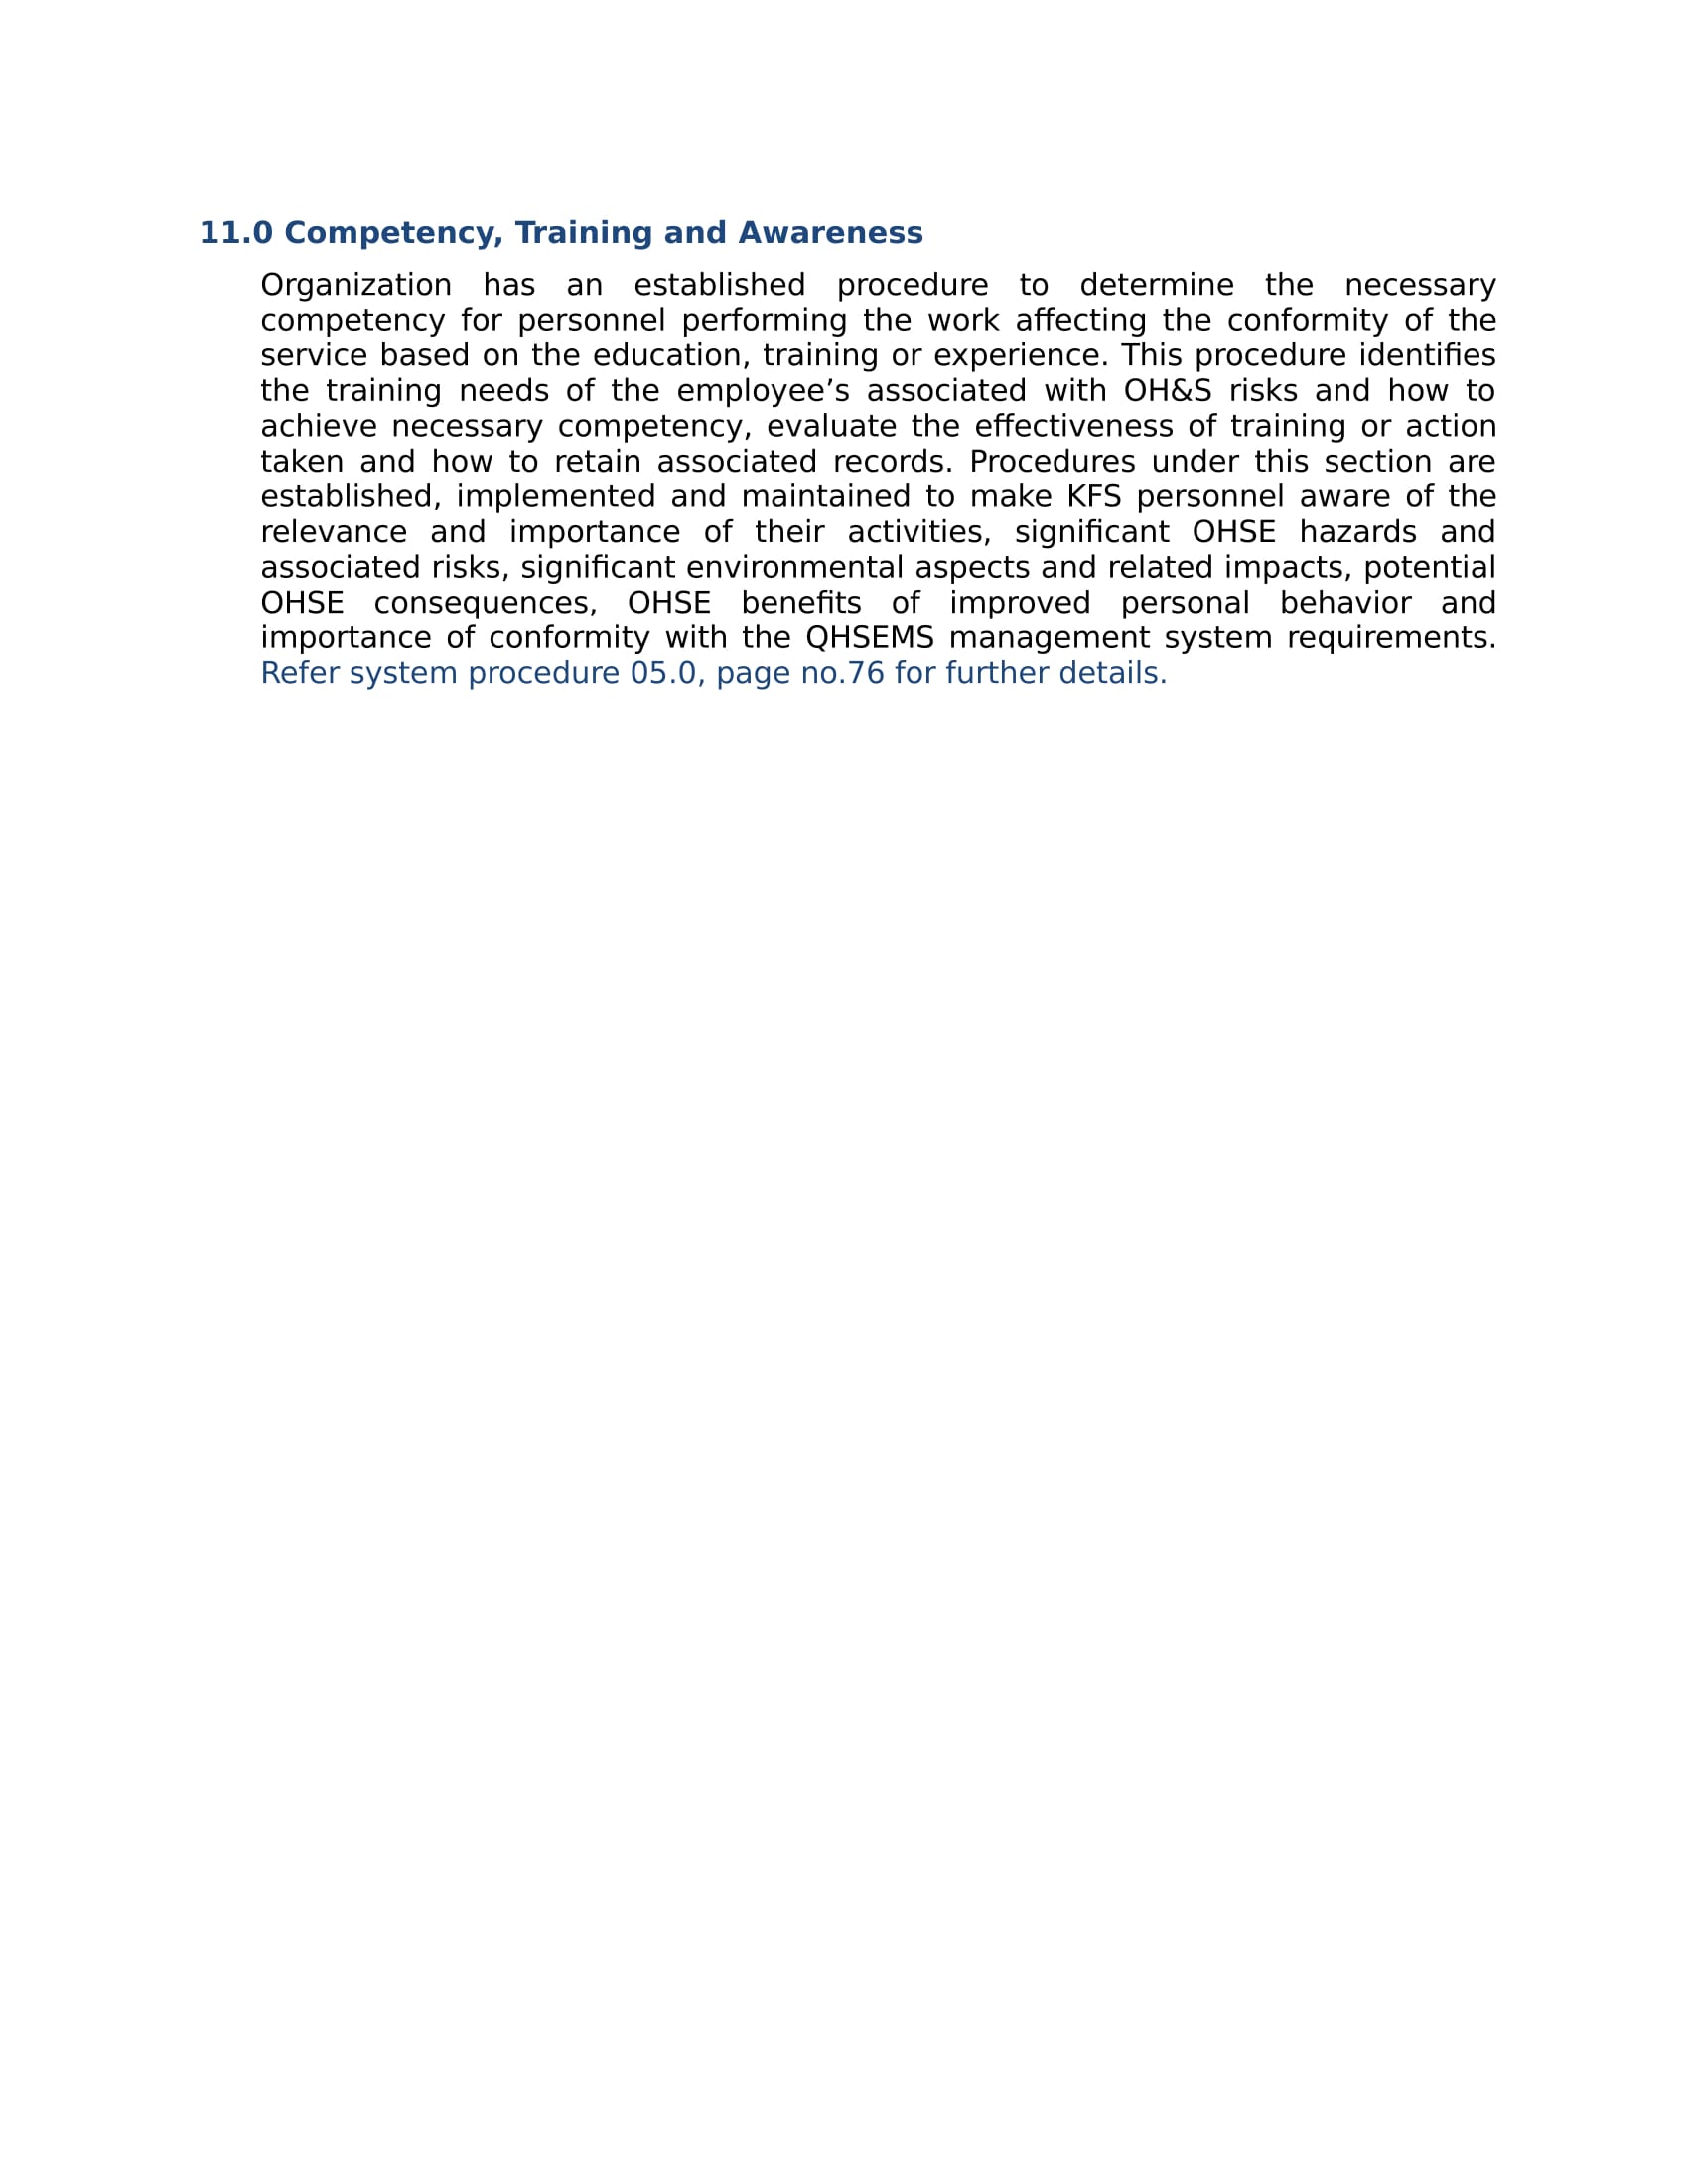 11.0 Competency, Training and Awareness
Organization has an established procedure to determine the necessary
competency for personnel performing the work affecting the conformity of the
service based on the education, training or experience. This procedure identifies
the training needs of the employee’s associated with OH&S risks and how to
achieve necessary competency, evaluate the effectiveness of training or action
taken and how to retain associated records. Procedures under this section are
established, implemented and maintained to make KFS personnel aware of the
relevance and importance of their activities, significant OHSE hazards and
associated risks, significant environmental aspects and related impacts, potential
OHSE consequences, OHSE benefits of improved personal behavior and
importance of conformity with the QHSEMS management system requirements.
Refer system procedure 05.0, page no.76 for further details.